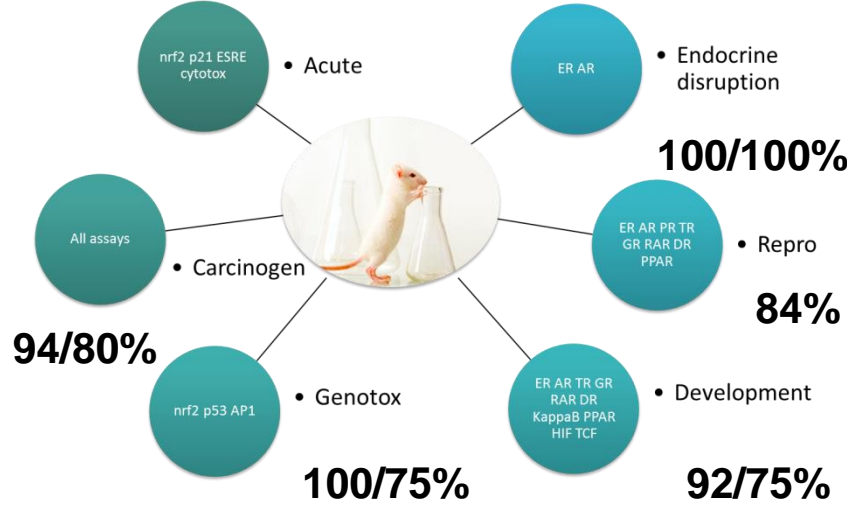 nrf2 p21 ESRE
cytotox
• Acute
ER AR
• Endocrine
disruption
100/100%
All assays
• Carcinogen
94/80%
ER AR PR TR
GR RAR DR
PPAR
• Repro
84%
nrf2 p53 AP1
• Genotox
100/75%
ER AR TR GR
RAR DR
KappaB PPAR
HIF TCF
• Development
92/75%